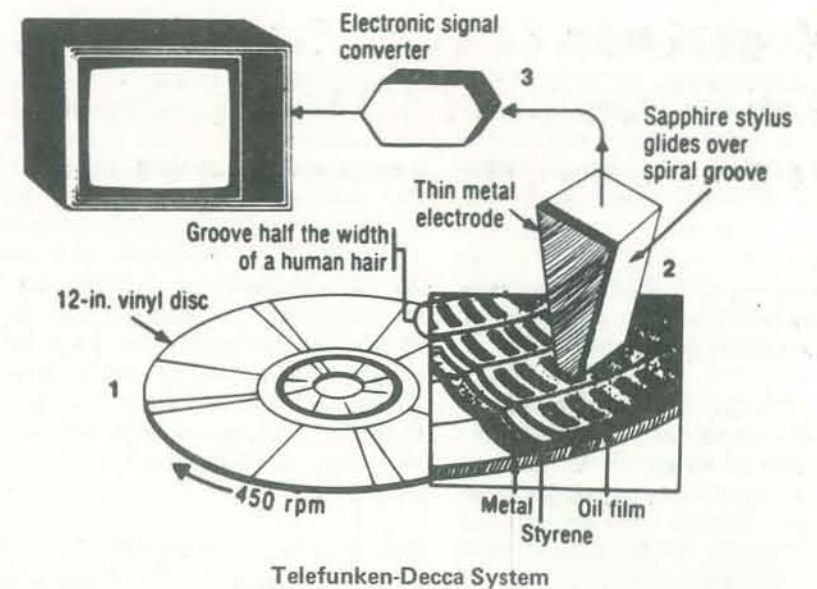 Electronic signal
converter
3
Sapphire stylus
glides over
spiral groove
Thin metal
electrode
Groove half the width
of a human hair
2
12-in. vinyl disc
1
450 rpm
Metal
Oil film
Styrene
Telefunken-Decca System